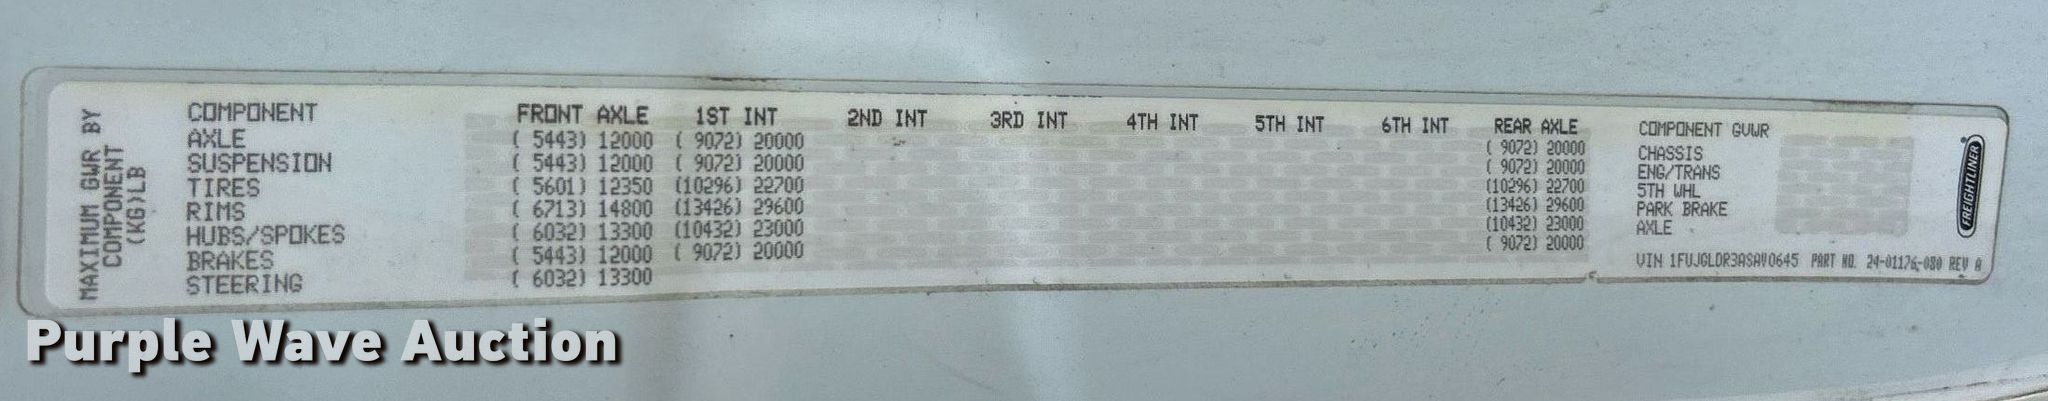 MAXIMUM GWR BY
COMPONENT
(KG)LB
COMPONENT FRONT AXLE 1ST INT 2ND INT 3RD INT 4TH INT 5TH INT 6TH INT REAR AXLE
AXLE ( 5443) 12000 ( 9072) 20000 ( 9072) 20000
SUSPENSION ( 5443) 12000 ( 9072) 20000 ( 9072) 20000
TIRES ( 5601) 12350 (10296) 22700 (10296) 22700
RIMS ( 6713) 14800 (13426) 29600 (13426) 29600
HUBS/SPOKES ( 6032) 13300 (10432) 23000 (10432) 23000
BRAKES ( 5443) 12000 ( 9072) 20000 ( 9072) 20000
STEERING ( 6032) 13300
COMPONENT GVWR
CHASSIS
ENG/TRANS
5TH WHL
PARK BRAKE
AXLE
VIN 1FUJGLDR3ASAV0645 PART NO. 24-01176-080 REV A
FREIGHTLINER
Purple Wave Auction